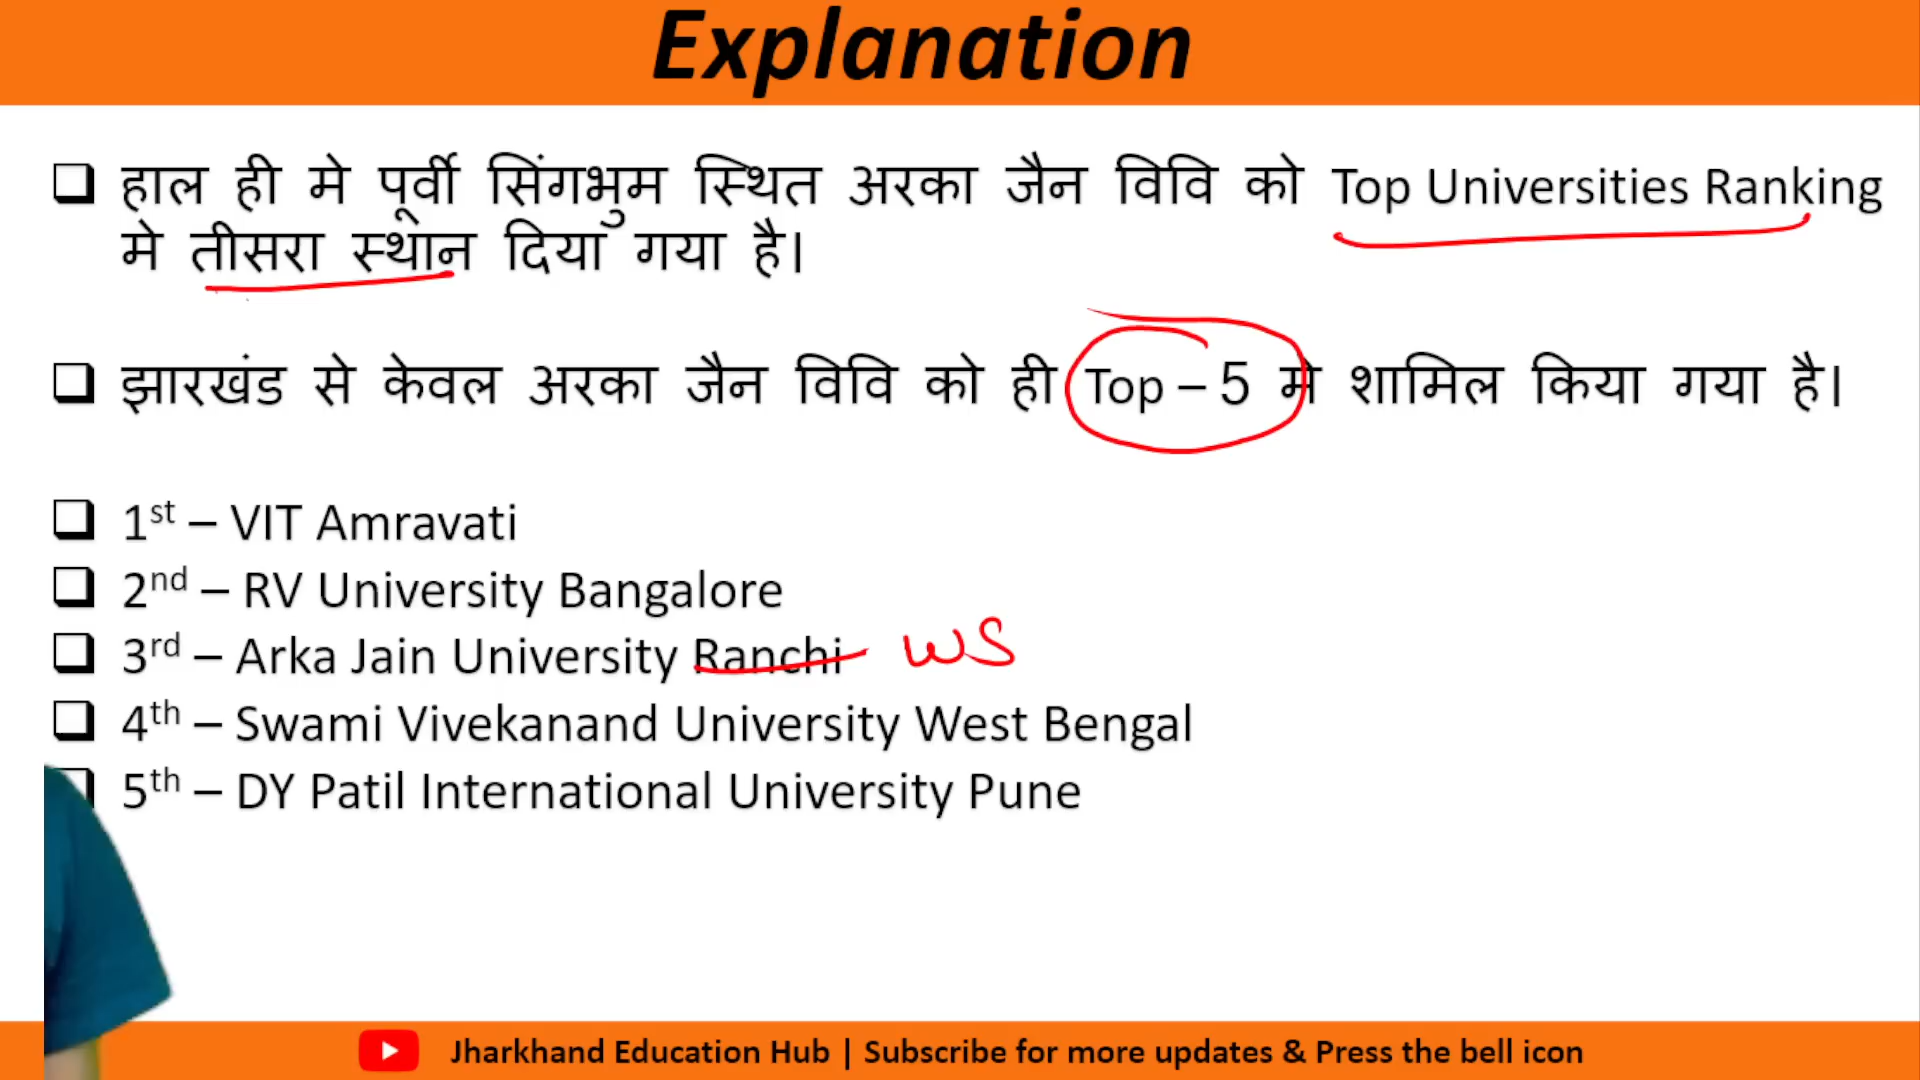 Explanation
हाल ही मे पूर्वी सिंगभुम स्थित अरका जैन विवि को Top Universities Ranking
मे तीसरा स्थान दिया गया है।
झारखंड से केवल अरका जैन विवि को ही Top – 5 मे शामिल किया गया है।
1st – VIT Amravati
2nd – RV University Bangalore
3rd – Arka Jain University Ranchi WS
4th – Swami Vivekanand University West Bengal
5th – DY Patil International University Pune
Jharkhand Education Hub | Subscribe for more updates & Press the bell icon